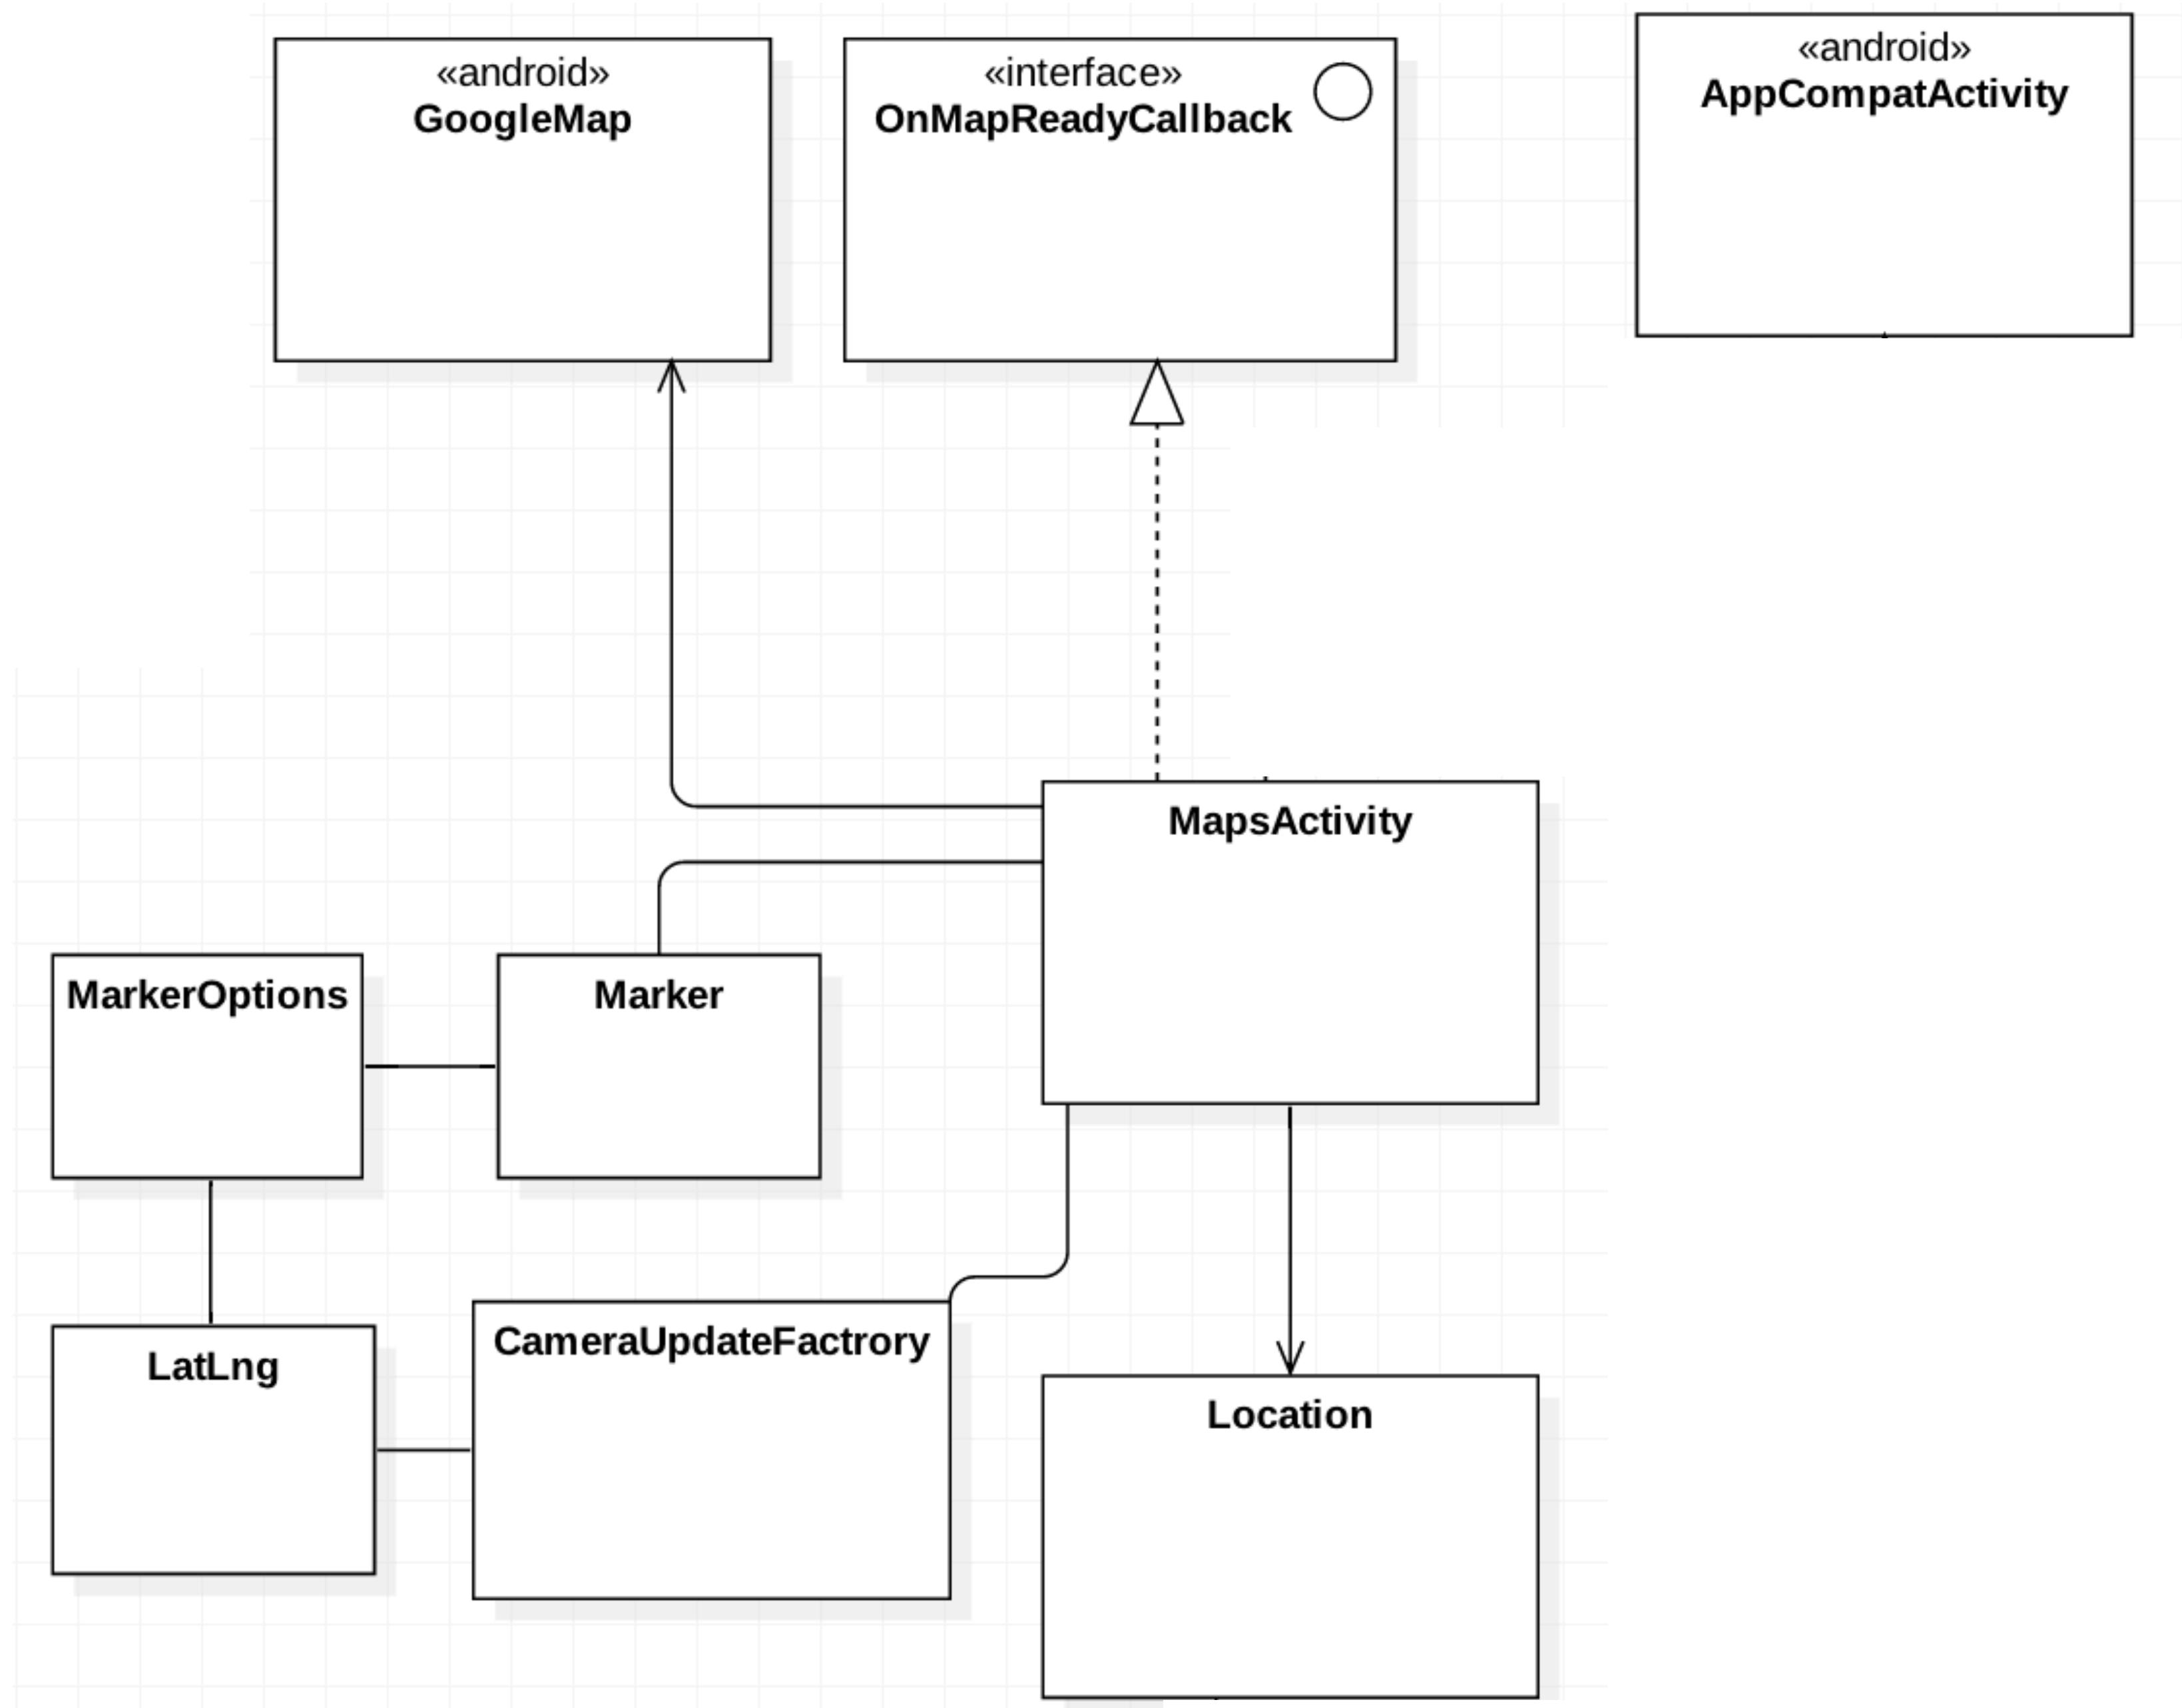 «android»
GoogleMap
«interface»
OnMapReadyCallback
«android»
AppCompatActivity
MapsActivity
MarkerOptions
Marker
LatLng
CameraUpdateFactrory
Location